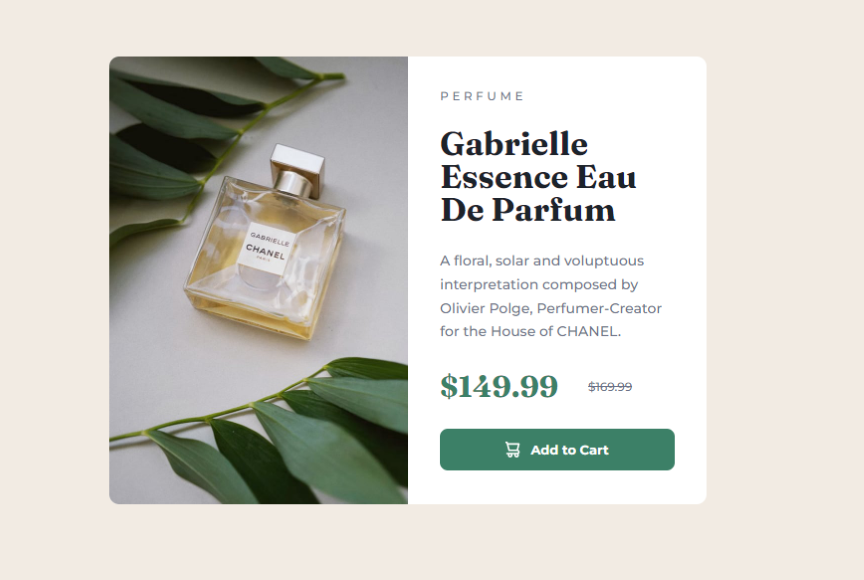 GABRIELLE
CHANEL
PARIS
PERFUME
Gabrielle
Essence Eau
De Parfum
A floral, solar and voluptuous
interpretation composed by
Olivier Polge, Perfumer-Creator
for the House of CHANEL.
$149.99 $169.99
Add to Cart